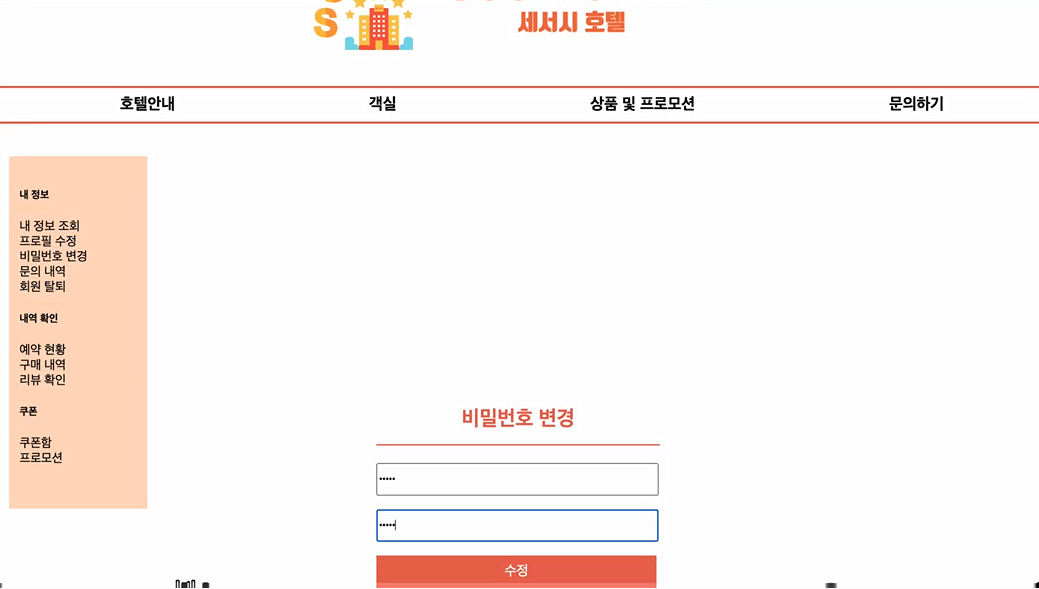 S
세서시 호텔
호텔안내 객실 상품 및 프로모션 문의하기
내 정보
내 정보 조회
프로필 수정
비밀번호 변경
문의 내역
회원 탈퇴
내역 확인
예약 현황
구매 내역
리뷰 확인
쿠폰
쿠폰함
프로모션
비밀번호 변경
•••••
•••••
수정